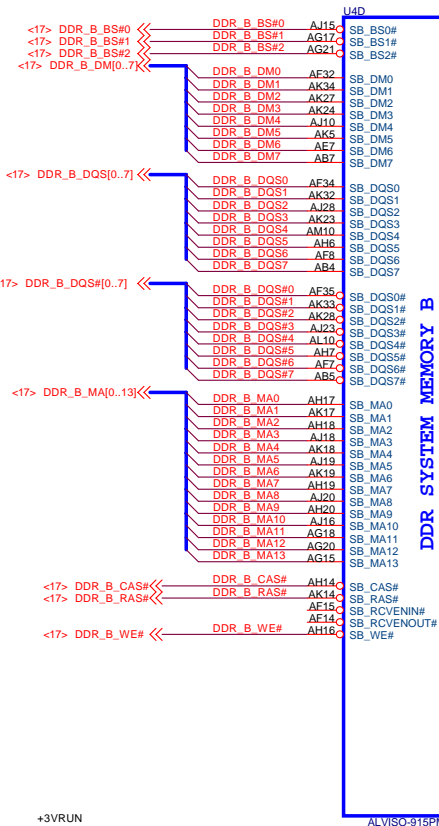 U4D
<17> DDR_B_BS#0 DDR_B_BS#0 AJ15 SB_BS0#
<17> DDR_B_BS#1 DDR_B_BS#1 AG17 SB_BS1#
<17> DDR_B_BS#2 DDR_B_BS#2 AG21 SB_BS2#
<17> DDR_B_DM[0..7]
DDR_B_DM0 AF32 SB_DM0
DDR_B_DM1 AK34 SB_DM1
DDR_B_DM2 AK27 SB_DM2
DDR_B_DM3 AK24 SB_DM3
DDR_B_DM4 AJ10 SB_DM4
DDR_B_DM5 AK5 SB_DM5
DDR_B_DM6 AE7 SB_DM6
DDR_B_DM7 AB7 SB_DM7
<17> DDR_B_DQS[0..7]
DDR_B_DQS0 AF34 SB_DQS0
DDR_B_DQS1 AK32 SB_DQS1
DDR_B_DQS2 AJ28 SB_DQS2
DDR_B_DQS3 AK23 SB_DQS3
DDR_B_DQS4 AM10 SB_DQS4
DDR_B_DQS5 AH6 SB_DQS5
DDR_B_DQS6 AF8 SB_DQS6
DDR_B_DQS7 AB4 SB_DQS7
17> DDR_B_DQS#[0..7]
DDR_B_DQS#0 AF35 SB_DQS0#
DDR_B_DQS#1 AK33 SB_DQS1#
DDR_B_DQS#2 AK28 SB_DQS2#
DDR_B_DQS#3 AJ23 SB_DQS3#
DDR_B_DQS#4 AL10 SB_DQS4#
DDR_B_DQS#5 AH7 SB_DQS5#
DDR_B_DQS#6 AF7 SB_DQS6#
DDR_B_DQS#7 AB5 SB_DQS7#
<17> DDR_B_MA[0..13]
DDR_B_MA0 AH17 SB_MA0
DDR_B_MA1 AK17 SB_MA1
DDR_B_MA2 AH18 SB_MA2
DDR_B_MA3 AJ18 SB_MA3
DDR_B_MA4 AK18 SB_MA4
DDR_B_MA5 AJ19 SB_MA5
DDR_B_MA6 AK19 SB_MA6
DDR_B_MA7 AH19 SB_MA7
DDR_B_MA8 AJ20 SB_MA8
DDR_B_MA9 AH20 SB_MA9
DDR_B_MA10 AJ16 SB_MA10
DDR_B_MA11 AG18 SB_MA11
DDR_B_MA12 AG20 SB_MA12
DDR_B_MA13 AG15 SB_MA13
DDR SYSTEM MEMORY B
<17> DDR_B_CAS# DDR_B_CAS# AH14 SB_CAS#
<17> DDR_B_RAS# DDR_B_RAS# AK14 SB_RAS#
AF15 SB_RCVENIN#
AF14 SB_RCVENOUT#
<17> DDR_B_WE# DDR_B_WE# AH16 SB_WE#
+3VRUN
ALVISO-915PM